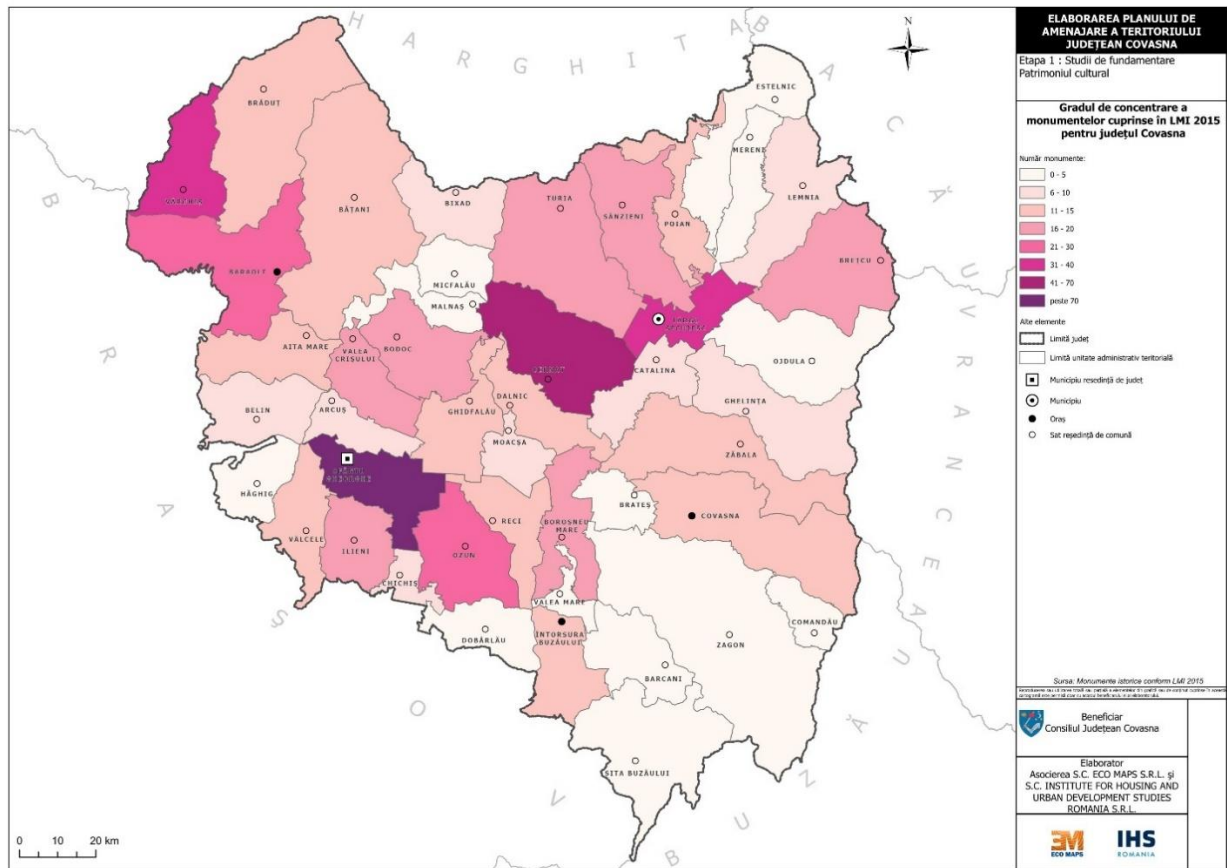 HARGHITA
BACĂU
VRANCEA
BUZĂU
BRAȘOV
N
ESTELNIC
BRĂDUȚ
MERENI
LEMNIA
VÂRGHIȘ
BĂȚANI
BIXAD
TURIA
SÂNZIENI
POIAN
BREȚCU
BARAOLT
MICFALĂU
MALNAȘ
AITA MARE
VALEA
CRIȘULUI
BODOC
CATALINA
OJDULA
BELIN
ARCUȘ
GHIDFALĂU
DALNIC
GHELINȚA
MOACȘA
ZĂBALA
SFÂNTU
GHEORGHE
HĂGHIG
BRATEȘ
COVASNA
VÂLCELE
ILIENI
OZUN
RECI
BOROȘNEU
MARE
CHICHIȘ
VALEA MARE
DOBÂRLĂU
ÎNTORSURA
BUZĂULUI
ZAGON
COMANDĂU
BARCANI
SITA BUZĂULUI
0 10 20 km
ELABORAREA PLANULUI DE
AMENAJARE A TERITORIULUI
JUDEȚEAN COVASNA
Etapa 1 : Studii de fundamentare
Patrimoniul cultural
Gradul de concentrare a
monumentelor cuprinse în LMI 2015
pentru județul Covasna
Număr monumente:
0 - 5
6 - 10
11 - 15
16 - 20
21 - 30
31 - 40
41 - 70
peste 70
Alte elemente
Limită județ
Limită unitate administrativ teritorială
Municipiu resedință de județ
Municipiu
Oraș
Sat reședință de comună
Sursa: Monumente istorice conform LMI 2015
Beneficiar
Consiliul Județean Covasna
Elaborator
Asocierea S.C. ECO MAPS S.R.L. și
S.C. INSTITUTE FOR HOUSING AND
URBAN DEVELOPMENT STUDIES
ROMANIA S.R.L.
ECO MAPS
IHS
ROMANIA